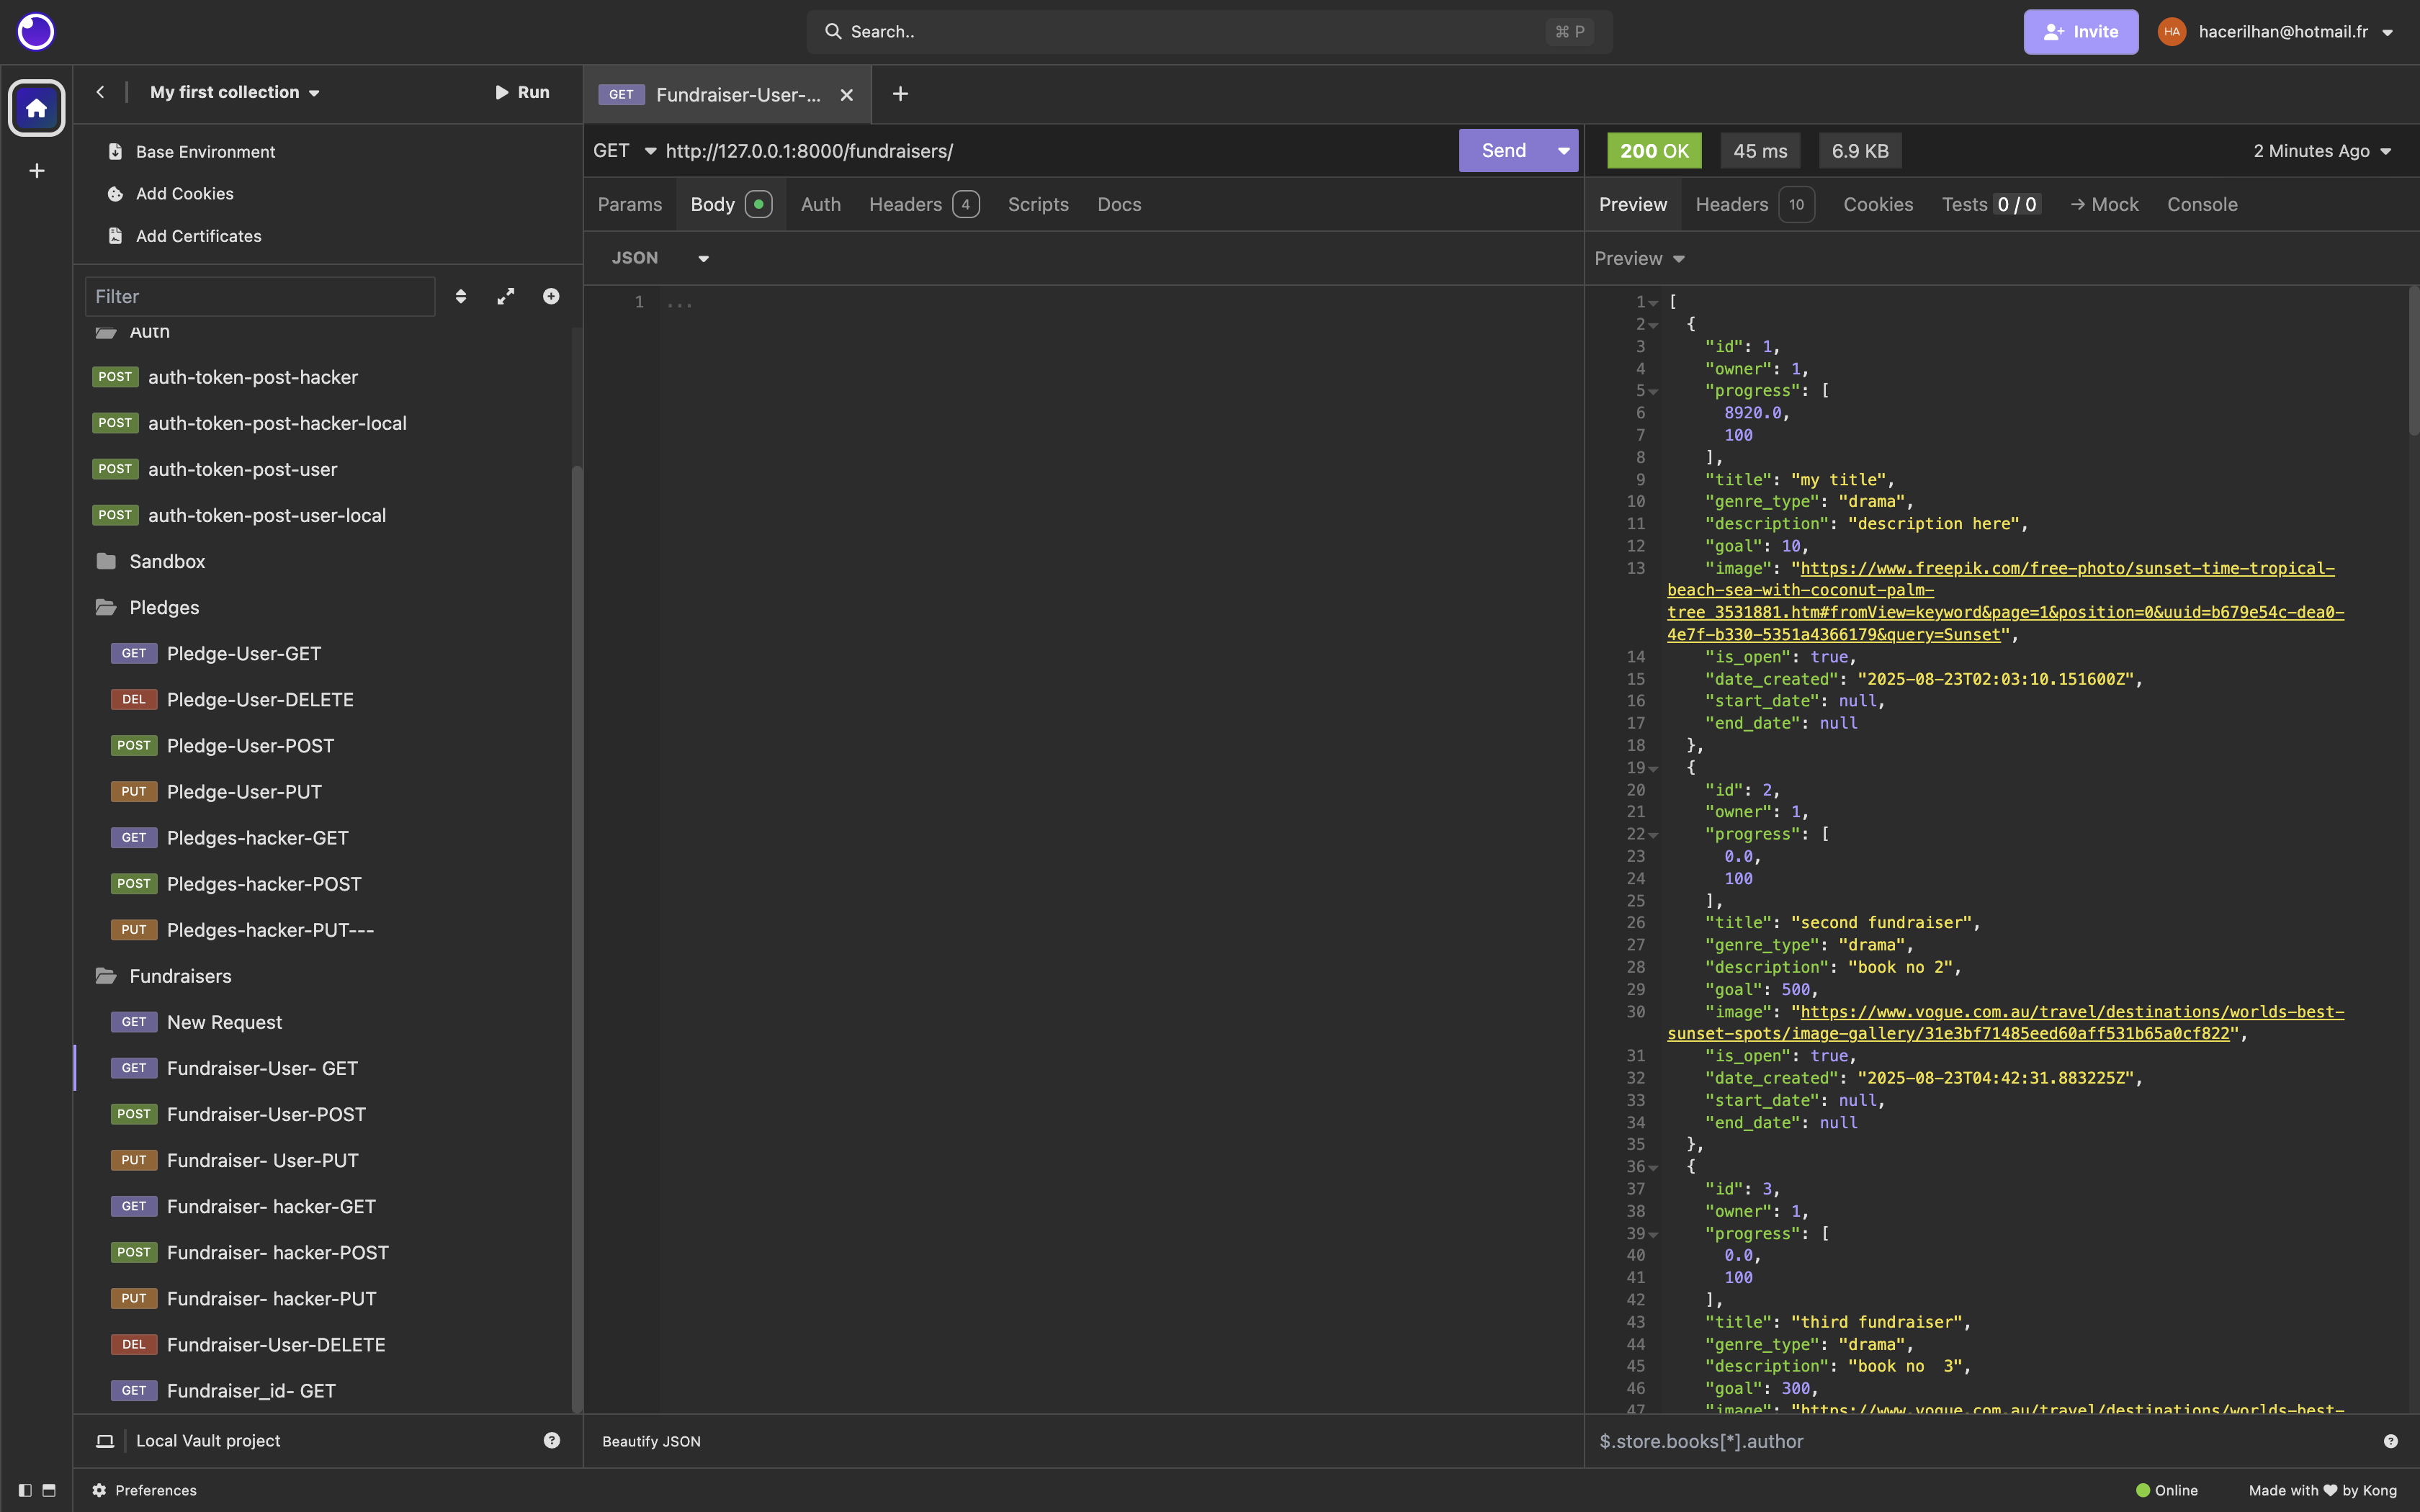 Search..
⌘ P
Invite
HA
hacerilhan@hotmail.fr
My first collection
Run
Base Environment
Add Cookies
Add Certificates
Filter
Auth
POST auth-token-post-hacker
POST auth-token-post-hacker-local
POST auth-token-post-user
POST auth-token-post-user-local
Sandbox
Pledges
GET Pledge-User-GET
DEL Pledge-User-DELETE
POST Pledge-User-POST
PUT Pledge-User-PUT
GET Pledges-hacker-GET
POST Pledges-hacker-POST
PUT Pledges-hacker-PUT---
Fundraisers
GET New Request
GET Fundraiser-User- GET
POST Fundraiser-User-POST
PUT Fundraiser- User-PUT
GET Fundraiser- hacker-GET
POST Fundraiser- hacker-POST
PUT Fundraiser- hacker-PUT
DEL Fundraiser-User-DELETE
GET Fundraiser_id- GET
Local Vault project
Preferences
GET Fundraiser-User-...
GET http://127.0.0.1:8000/fundraisers/
Send
Params Body Auth Headers 4 Scripts Docs
JSON
1 ...
Beautify JSON
200 OK 45 ms 6.9 KB 2 Minutes Ago
Preview Headers 10 Cookies Tests 0 / 0 → Mock Console
Preview
1 [
2 {
3 "id": 1,
4 "owner": 1,
5 "progress": [
6 8920.0,
7 100
8 ],
9 "title": "my title",
10 "genre_type": "drama",
11 "description": "description here",
12 "goal": 10,
13 "image": "https://www.freepik.com/free-photo/sunset-time-tropical-
beach-sea-with-coconut-palm-
tree_3531881.htm#fromView=keyword&page=1&position=0&uuid=b679e54c-dea0-
4e7f-b330-5351a4366179&query=Sunset",
14 "is_open": true,
15 "date_created": "2025-08-23T02:03:10.151600Z",
16 "start_date": null,
17 "end_date": null
18 },
19 {
20 "id": 2,
21 "owner": 1,
22 "progress": [
23 0.0,
24 100
25 ],
26 "title": "second fundraiser",
27 "genre_type": "drama",
28 "description": "book no 2",
29 "goal": 500,
30 "image": "https://www.vogue.com.au/travel/destinations/worlds-best-
sunset-spots/image-gallery/31e3bf71485eed60aff531b65a0cf822",
31 "is_open": true,
32 "date_created": "2025-08-23T04:42:31.883225Z",
33 "start_date": null,
34 "end_date": null
35 },
36 {
37 "id": 3,
38 "owner": 1,
39 "progress": [
40 0.0,
41 100
42 ],
43 "title": "third fundraiser",
44 "genre_type": "drama",
45 "description": "book no  3",
46 "goal": 300,
47 "image": "https://www.vogue.com.au/travel/destinations/worlds-best-
$.store.books[*].author
Online
Made with ♥ by Kong